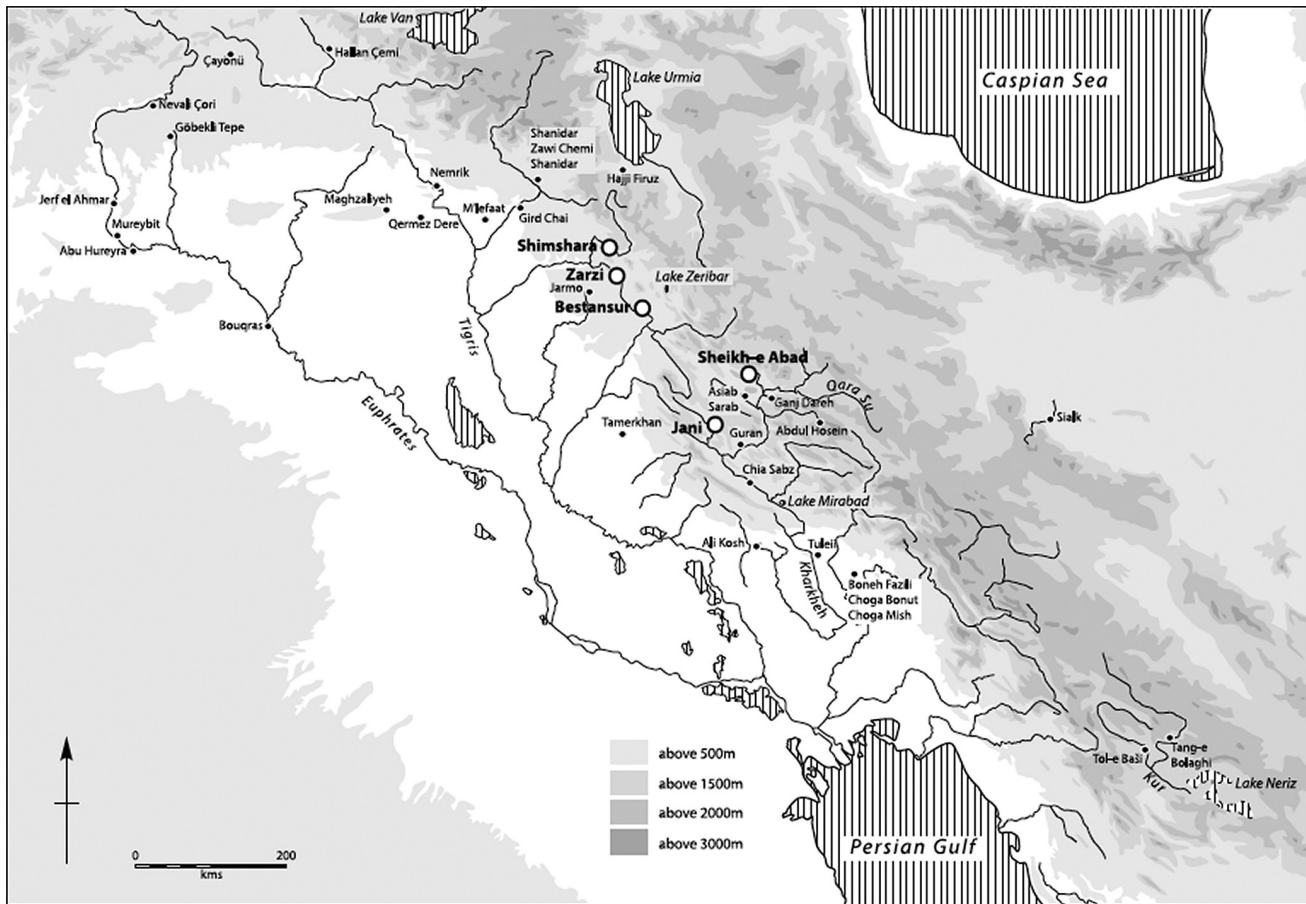 Lake Van
Hallan Çemi
Çayönü
Caspian Sea
Lake Urmia
Nevalı Çori
Göbekli Tepe
Shanidar
Zawi Chemi
Shanidar
Hajji Firuz
Nemrik
Jerf el Ahmar
Maghzaliyeh
M'lefaat
Gird Chai
Qermez Dere
Mureybit
Abu Hureyra
Shimshara
Zarzi
Lake Zeribar
Jarmo
Bestansur
Bouqras
Tigris
Sheikh-e Abad
Qara Su
Asiab
Sarab
Ganj Dareh
Euphrates
Sialk
Tamerkhan
Jani
Guran
Abdul Hosein
Chia Sabz
Lake Mirabad
Ali Kosh
Tuleil
Kharkheh
Boneh Fazili
Choga Bonut
Choga Mish
above 500m
above 1500m
above 2000m
above 3000m
Tol-e Baši
Tang-e
Bolaghi
Kur
Lake Neriz
Persian Gulf
0 200
kms